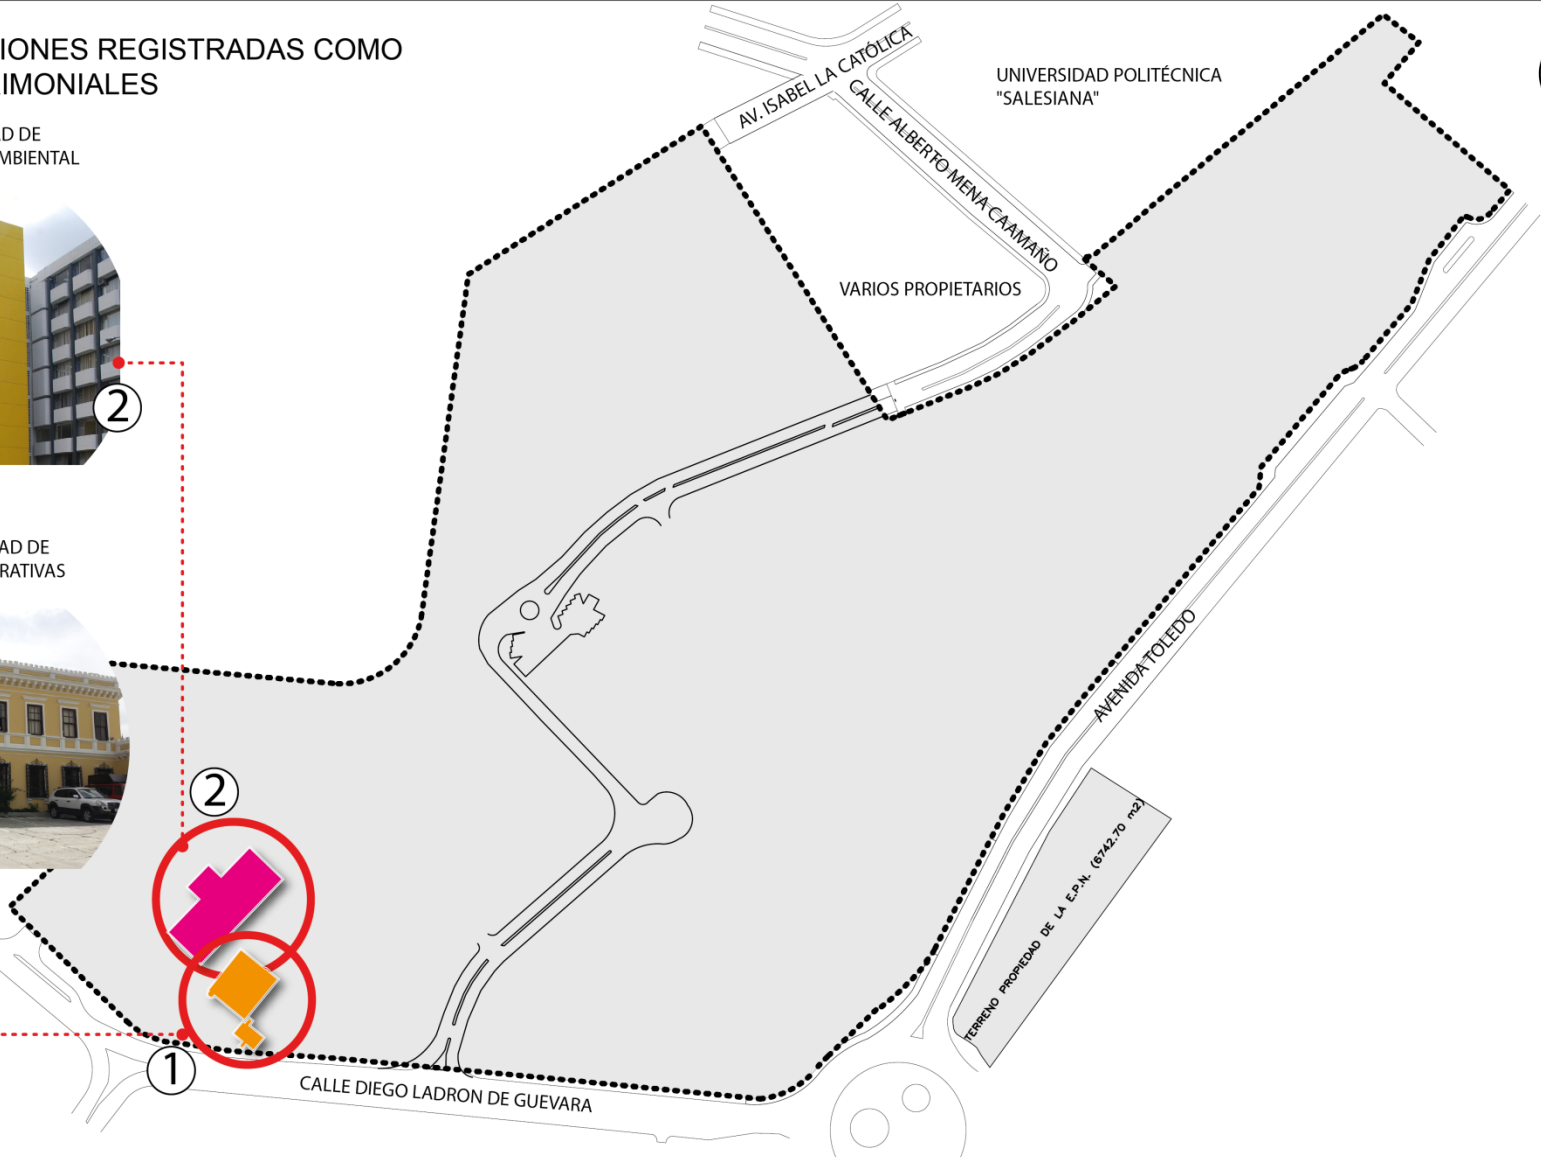 IONES REGISTRADAS COMO
IMONIALES
AD DE
MBIENTAL
2
AD DE
RATIVAS
AV. ISABEL LA CATÓLICA
CALLE ALBERTO MENA CAAMAÑO
UNIVERSIDAD POLITÉCNICA
"SALESIANA"
VARIOS PROPIETARIOS
AVENIDA TOLEDO
2
TERRENO PROPIEDAD DE LA E.P.N. (6742.70 m2)
1
CALLE DIEGO LADRON DE GUEVARA